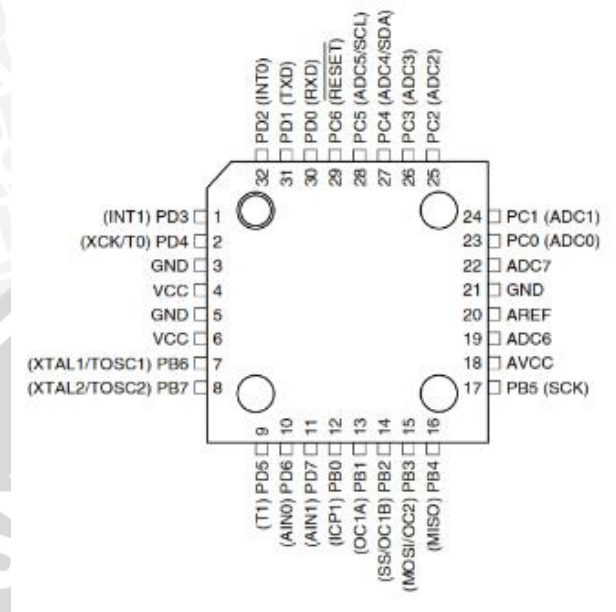 PD2 (INT0)
PD1 (TXD)
PD0 (RXD)
PC6 (RESET)
PC5 (ADC5/SCL)
PC4 (ADC4/SDA)
PC3 (ADC3)
PC2 (ADC2)
32
31
30
29
28
27
26
25
(INT1) PD3 1
(XCK/T0) PD4 2
GND 3
VCC 4
GND 5
VCC 6
(XTAL1/TOSC1) PB6 7
(XTAL2/TOSC2) PB7 8
24 PC1 (ADC1)
23 PC0 (ADC0)
22 ADC7
21 GND
20 AREF
19 ADC6
18 AVCC
17 PB5 (SCK)
9
10
11
12
13
14
15
16
(T1) PD5
(AIN0) PD6
(AIN1) PD7
(ICP1) PB0
(OC1A) PB1
(SS/OC1B) PB2
(MOSI/OC2) PB3
(MISO) PB4